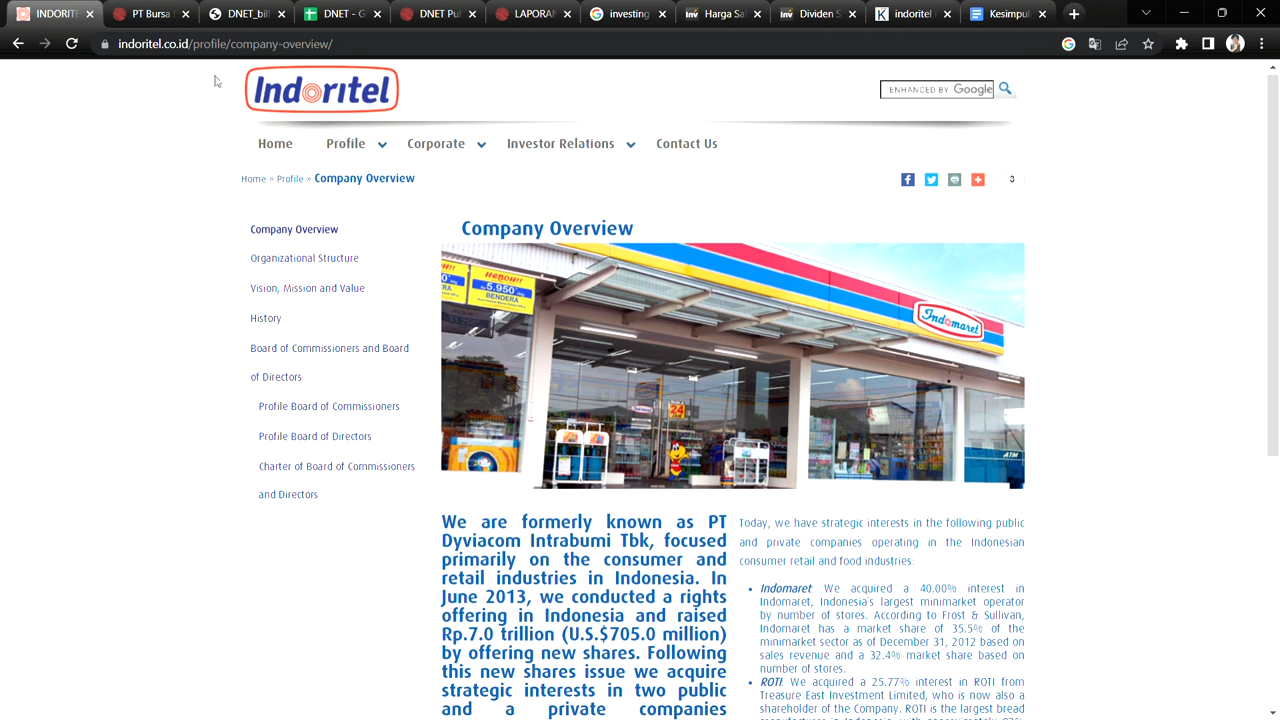 INDORITE
PT Bursa E
DNET_bill
DNET - G
DNET Pul
LAPORAN
investing
Harga Sa
Dividen S
indoritel
Kesimpul
indoritel.co.id/profile/company-overview/
Indoritel
ENHANCED BY Google
Home Profile Corporate Investor Relations Contact Us
Home » Profile » Company Overview
3
Company Overview
Organizational Structure
Vision, Mission and Value
History
Board of Commissioners and Board
of Directors
Profile Board of Commissioners
Profile Board of Directors
Charter of Board of Commissioners
and Directors
Company Overview
HEBOH!!
5.950
BENDERA
HEBOH!!
Rp 5.950
BENDERA
Indomaret
24
JAM
ATM
We are formerly known as PT
Dyviacom Intrabumi Tbk, focused
primarily on the consumer and
retail industries in Indonesia. In
June 2013, we conducted a rights
offering in Indonesia and raised
Rp.7.0 trillion (U.S.$705.0 million)
by offering new shares. Following
this new shares issue we acquire
strategic interests in two public
and a private companies
Today, we have strategic interests in the following public
and private companies operating in the Indonesian
consumer retail and food industries:
• Indomaret: We acquired a 40.00% interest in
Indomaret, Indonesia's largest minimarket operator
by number of stores. According to Frost & Sullivan,
Indomaret has a market share of 35.5% of the
minimarket sector as of December 31, 2012 based on
sales revenue and a 32.4% market share based on
number of stores.
• ROTI: We acquired a 25.77% interest in ROTI from
Treasure East Investment Limited, who is now also a
shareholder of the Company. ROTI is the largest bread